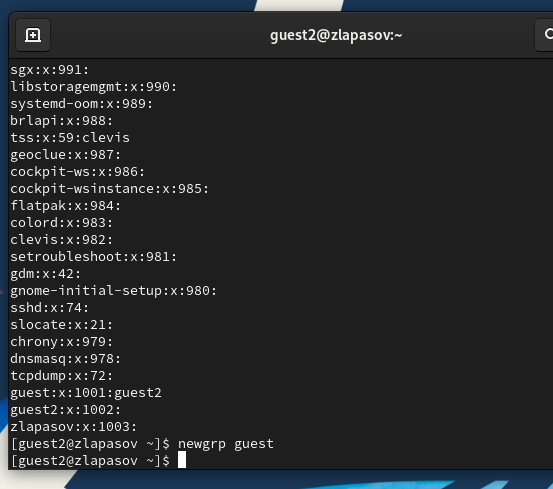 guest2@zlapasov:~
sgx:x:991:
libstoragemgmt:x:990:
systemd-oom:x:989:
brlapi:x:988:
tss:x:59:clevis
geoclue:x:987:
cockpit-ws:x:986:
cockpit-wsinstance:x:985:
flatpak:x:984:
colord:x:983:
clevis:x:982:
setroubleshoot:x:981:
gdm:x:42:
gnome-initial-setup:x:980:
sshd:x:74:
slocate:x:21:
chrony:x:979:
dnsmasq:x:978:
tcpdump:x:72:
guest:x:1001:guest2
guest2:x:1002:
zlapasov:x:1003:
[guest2@zlapasov ~]$ newgrp guest
[guest2@zlapasov ~]$